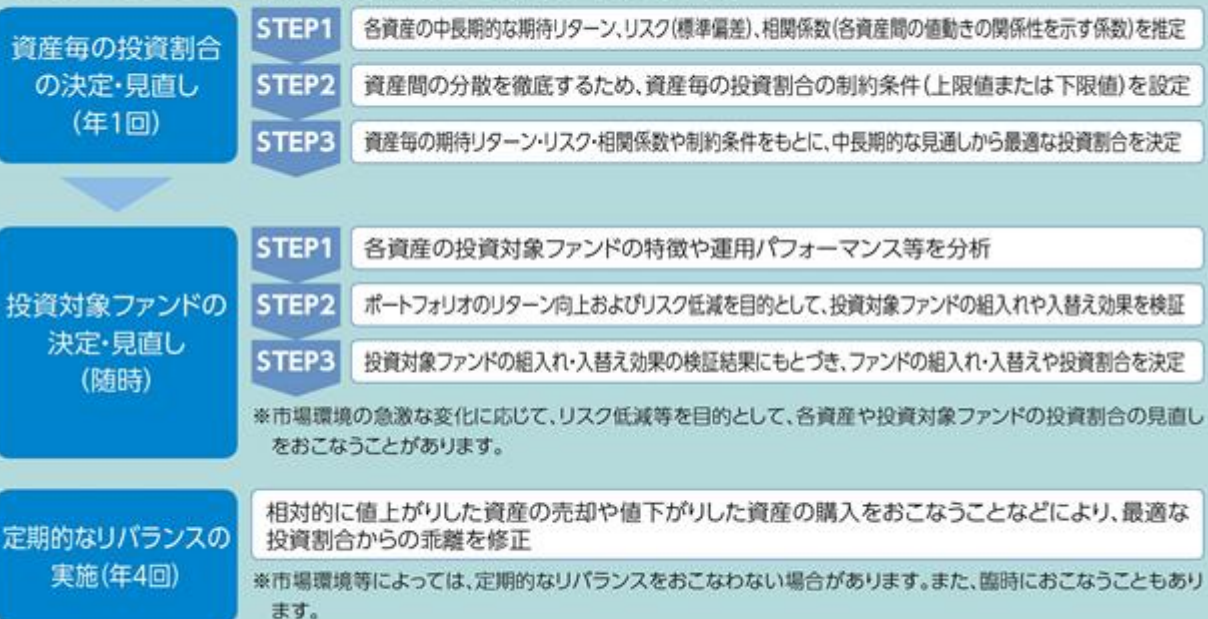 資産毎の投資割合
の決定・見直し
(年1回)
STEP1
各資産の中長期的な期待リターン、リスク(標準偏差)、相関係数(各資産間の値動きの関係性を示す係数)を推定
STEP2
資産間の分散を徹底するため、資産毎の投資割合の制約条件(上限値または下限値)を設定
STEP3
資産毎の期待リターン・リスク・相関係数や制約条件をもとに、中長期的な見通しから最適な投資割合を決定
投資対象ファンドの
決定・見直し
(随時)
STEP1
各資産の投資対象ファンドの特徴や運用パフォーマンス等を分析
STEP2
ポートフォリオのリターン向上およびリスク低減を目的として、投資対象ファンドの組入れや入替え効果を検証
STEP3
投資対象ファンドの組入れ・入替え効果の検証結果にもとづき、ファンドの組入れ・入替えや投資割合を決定
※市場環境の急激な変化に応じて、リスク低減等を目的として、各資産や投資対象ファンドの投資割合の見直し
をおこなうことがあります。
定期的なリバランスの
実施(年4回)
相対的に値上がりした資産の売却や値下がりした資産の購入をおこなうことなどにより、最適な
投資割合からの乖離を修正
※市場環境等によっては、定期的なリバランスをおこなわない場合があります。また、臨時におこなうこともあり
ます。